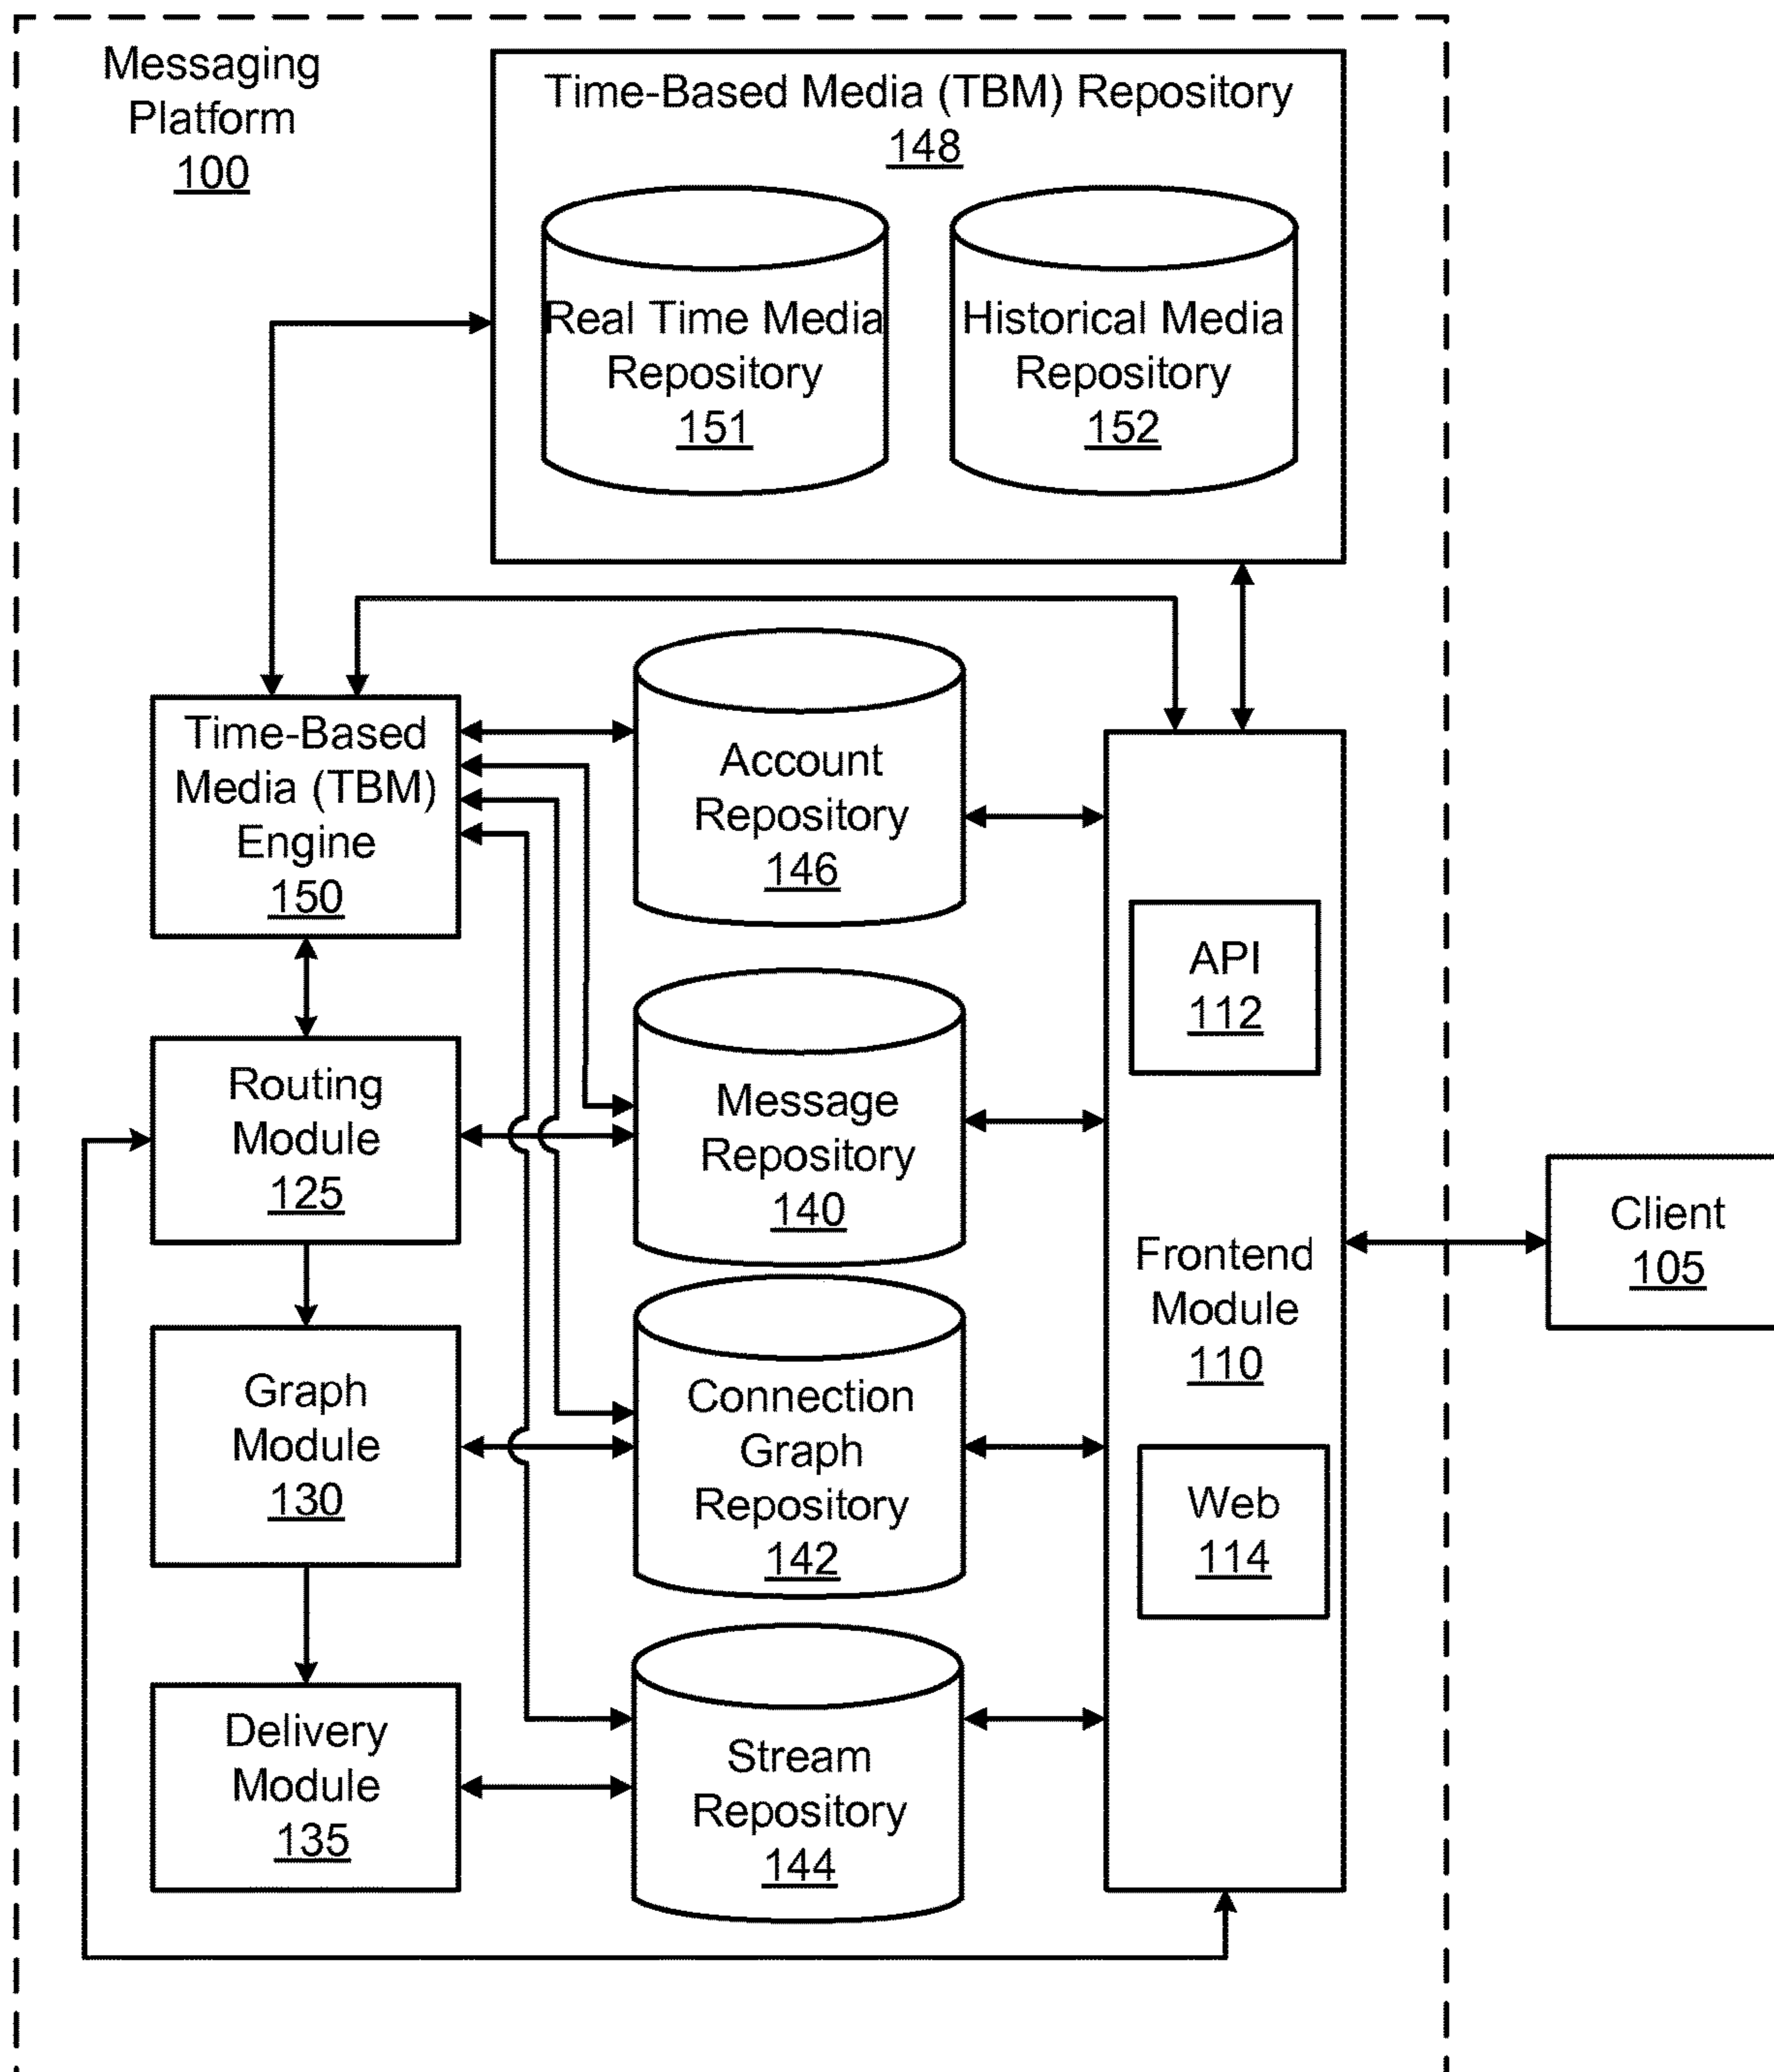 Messaging
Platform
100
Time-Based Media (TBM) Repository
148
Real Time Media
Repository
151
Historical Media
Repository
152
Time-Based
Media (TBM)
Engine
150
Account
Repository
146
API
112
Routing
Module
125
Message
Repository
140
Frontend
Module
110
Client
105
Graph
Module
130
Connection
Graph
Repository
142
Web
114
Delivery
Module
135
Stream
Repository
144